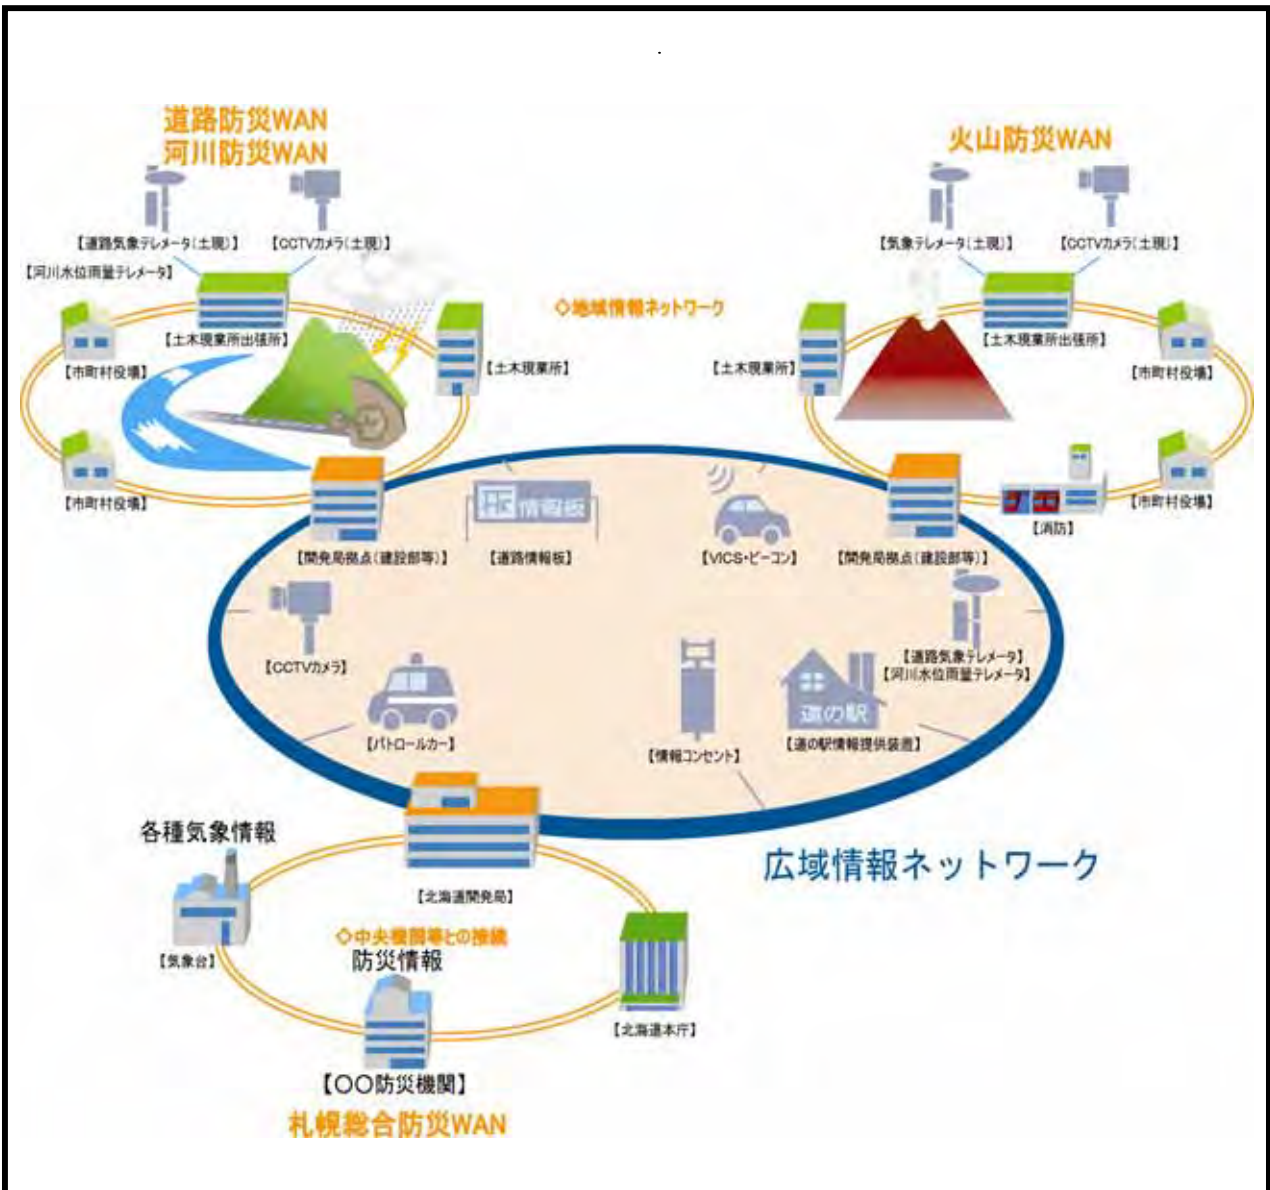 道路防災WAN
河川防災WAN
火山防災WAN
【道路気象テレメータ(土現)】
【CCTVカメラ(土現)】
【河川水位雨量テレメータ】
【気象テレメータ(土現)】
【CCTVカメラ(土現)】
◇地域情報ネットワーク
【土木現業所出張所】
【土木現業所】
【市町村役場】
【市町村役場】
【土木現業所】
【土木現業所出張所】
【市町村役場】
【市町村役場】
【消防】
【開発局拠点(建設部等)】
情報板
【道路情報板】
【VICS・ビーコン】
【開発局拠点(建設部等)】
【CCTVカメラ】
【道路気象テレメータ】
【河川水位雨量テレメータ】
【パトロールカー】
【情報コンセント】
道の駅
【道の駅情報提供装置】
広域情報ネットワーク
各種気象情報
【北海道開発局】
【気象台】
◇中央機関等との接続
防災情報
【北海道本庁】
【〇〇防災機関】
札幌総合防災WAN